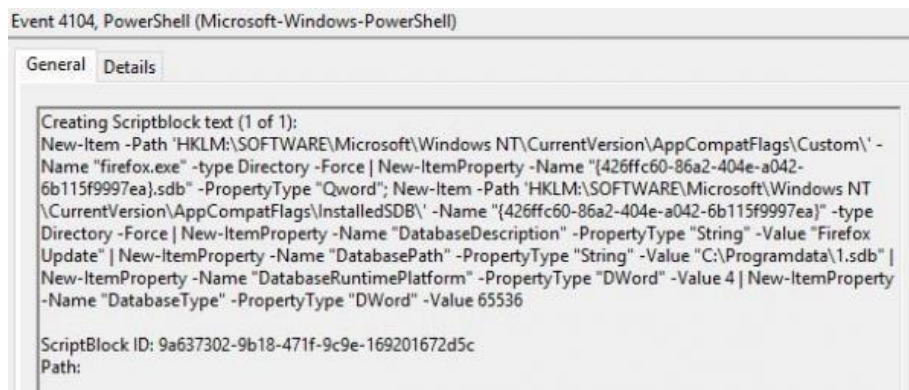 Event 4104, PowerShell (Microsoft-Windows-PowerShell)
General Details
Creating Scriptblock text (1 of 1):
New-Item -Path 'HKLM:\SOFTWARE\Microsoft\Windows NT\CurrentVersion\AppCompatFlags\Custom\' -
Name "firefox.exe" -type Directory -Force | New-ItemProperty -Name "{426ffc60-86a2-404e-a042-
6b115f9997ea}.sdb" -PropertyType "Qword"; New-Item -Path 'HKLM:\SOFTWARE\Microsoft\Windows NT
\CurrentVersion\AppCompatFlags\InstalledSDB\' -Name "{426ffc60-86a2-404e-a042-6b115f9997ea}" -type
Directory -Force | New-ItemProperty -Name "DatabaseDescription" -PropertyType "String" -Value "Firefox
Update" | New-ItemProperty -Name "DatabasePath" -PropertyType "String" -Value "C:\Programdata\1.sdb" |
New-ItemProperty -Name "DatabaseRuntimePlatform" -PropertyType "DWord" -Value 4 | New-ItemProperty
-Name "DatabaseType" -PropertyType "DWord" -Value 65536
ScriptBlock ID: 9a637302-9b18-471f-9c9e-169201672d5c
Path: